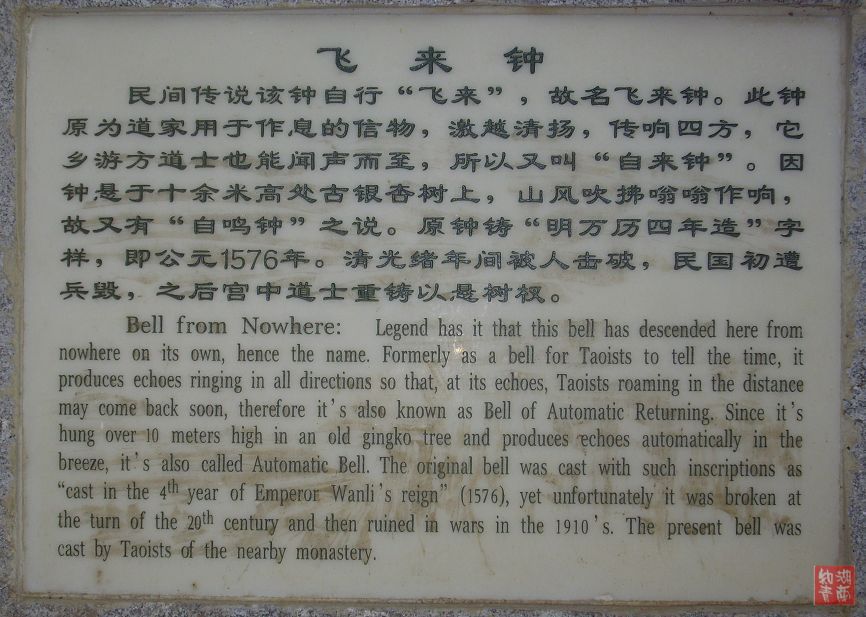 飞来钟
民间传说该钟自行“飞来”，故名飞来钟。此钟
原为道家用于作息的信物，激越清扬，传响四方，它
乡游方道士也能闻声而至，所以又叫“自来钟”。因
钟悬于十余米高处古银杏树上，山风吹拂嗡嗡作响，
故又有“自鸣钟”之说。原钟铸“明万历四年造”字
样，即公元1576年。清光绪年间被人击破，民国初遭
兵毁，之后宫中道士重铸以悬树杈。
Bell from Nowhere: Legend has it that this bell has descended here from
nowhere on its own, hence the name. Formerly as a bell for Taoists to tell the time, it
produces echoes ringing in all directions so that, at its echoes, Taoists roaming in the distance
may come back soon, therefore it's also known as Bell of Automatic Returning. Since it's
hung over 10 meters high in an old gingko tree and produces echoes automatically in the
breeze, it's also called Automatic Bell. The original bell was cast with such inscriptions as
“cast in the 4th year of Emperor Wanli's reign” (1576), yet unfortunately it was broken at
the turn of the 20th century and then ruined in wars in the 1910's. The present bell was
cast by Taoists of the nearby monastery.